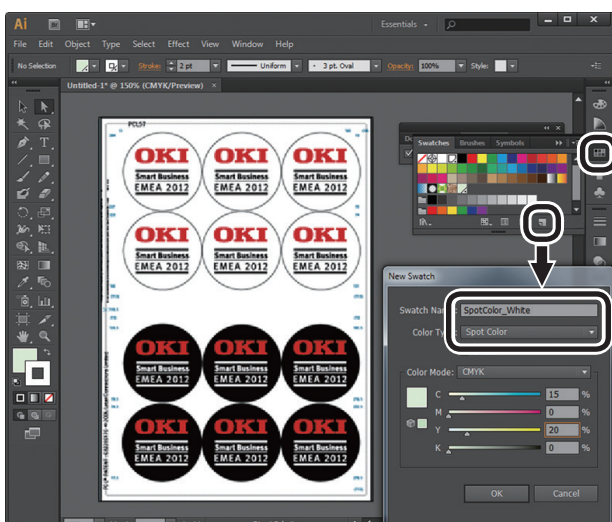 Ai Br Essentials
File Edit Object Type Select Effect View Window Help
No Selection Stroke: 2 pt Uniform 3 pt. Oval Opacity: 100% Style:
Untitled-1* @ 150% (CMYK/Preview) ×
PCL5T
OKI OKI OKI
Smart Business Smart Business Smart Business
EMEA 2012 EMEA 2012 EMEA 2012
OKI OKI OKI
Smart Business Smart Business Smart Business
EMEA 2012 EMEA 2012 EMEA 2012
OKI OKI OKI
Smart Business Smart Business Smart Business
EMEA 2012 EMEA 2012 EMEA 2012
OKI OKI OKI
Smart Business Smart Business Smart Business
EMEA 2012 EMEA 2012 EMEA 2012
Swatches Brushes Symbols
New Swatch
Swatch Na SpotColor_White
Color Ty Spot Color
Color Mode: CMYK
C 15 %
M 0 %
Y 20 %
K 0 %
OK Cancel